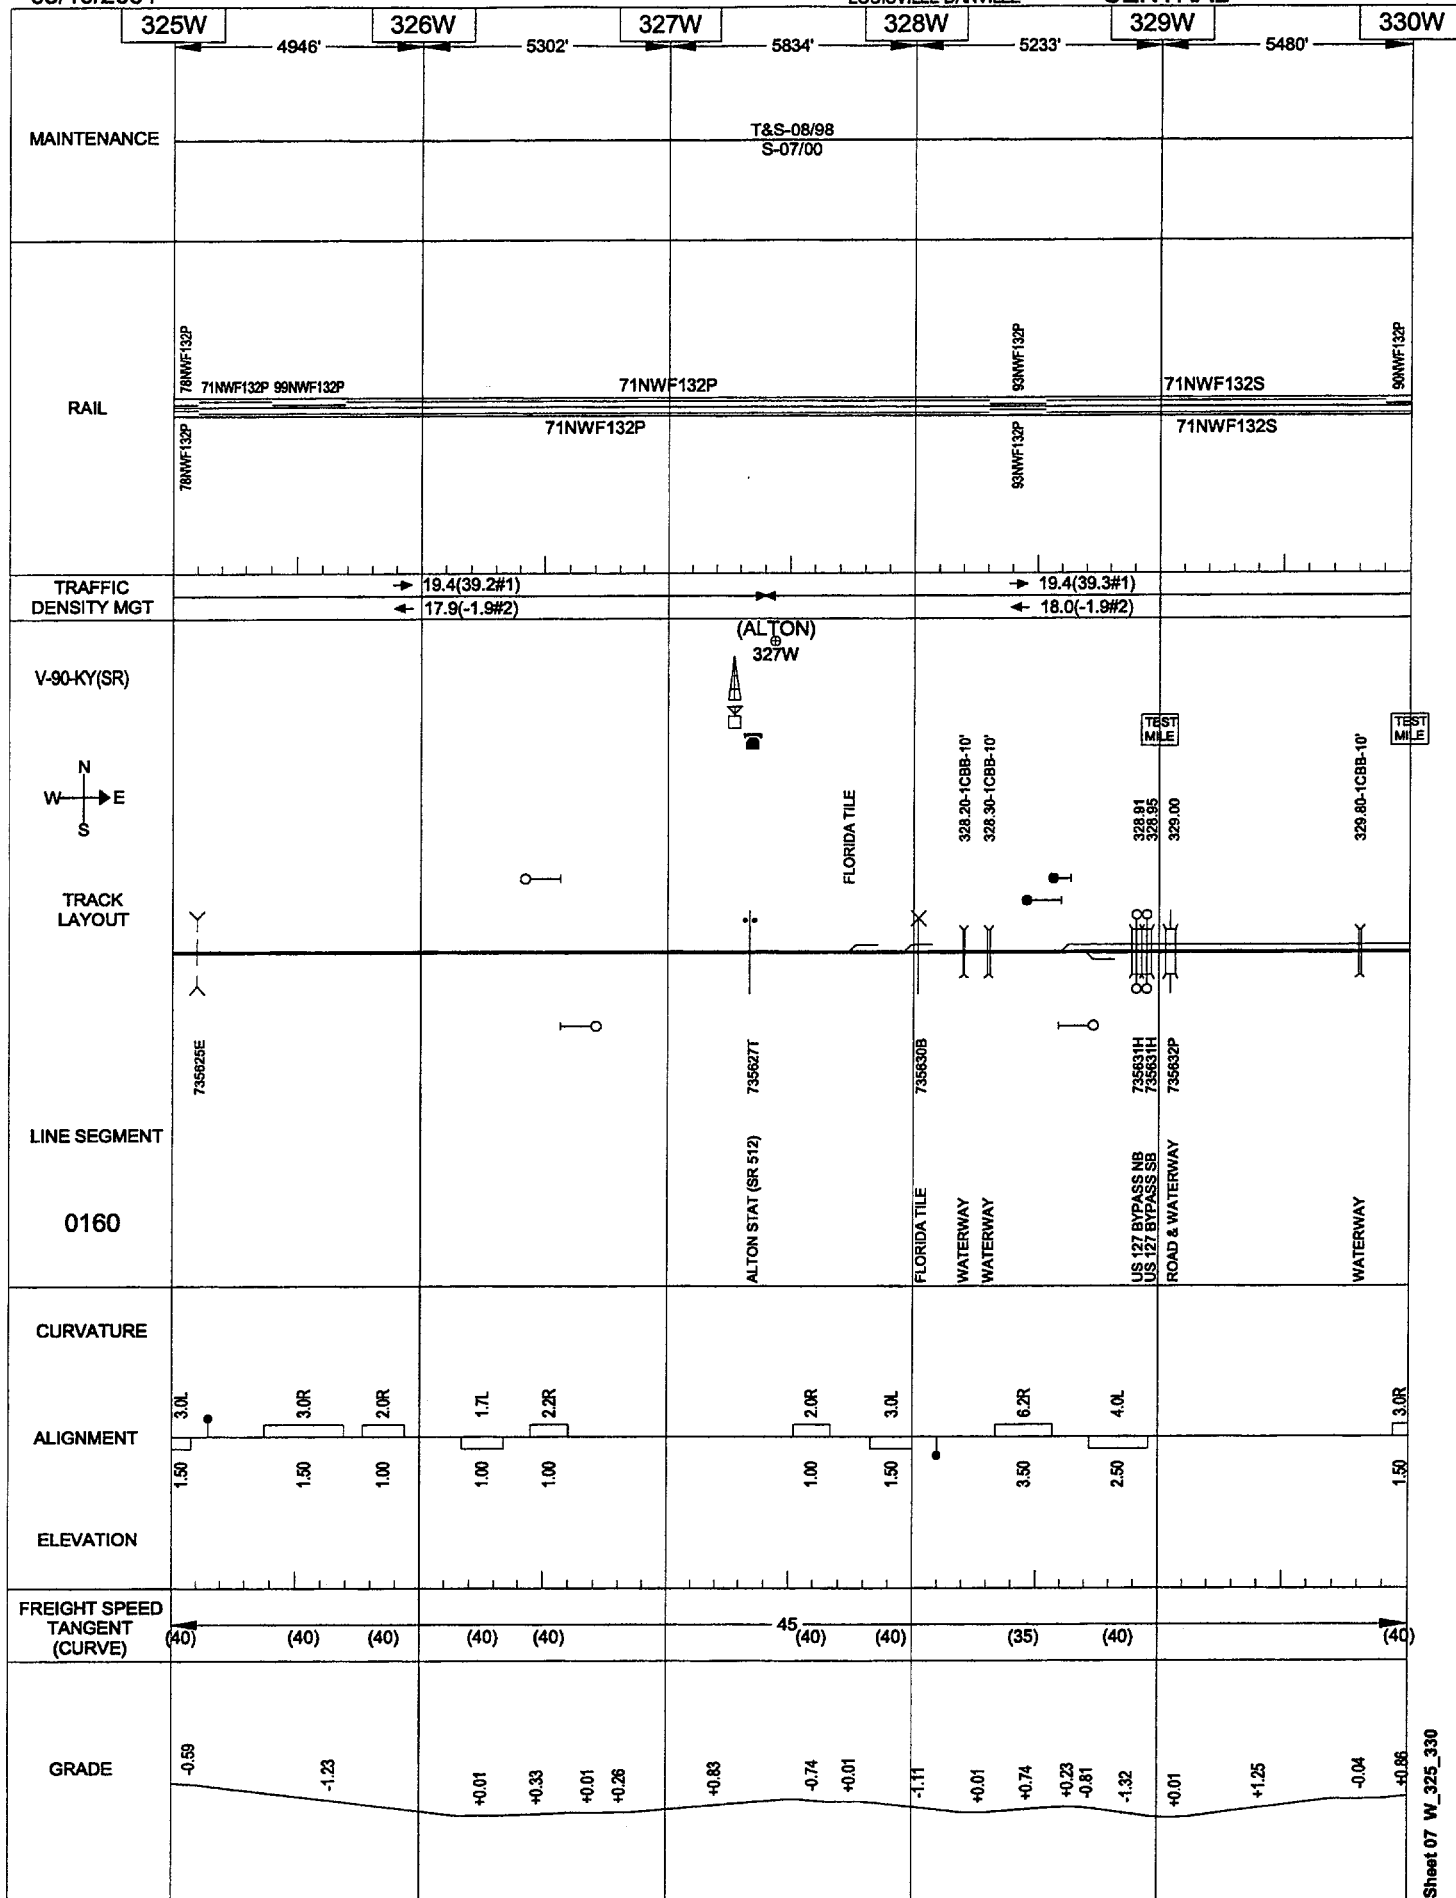 325W 326W 327W 328W 329W 330W
4946' 5302' 5834' 5233' 5480'
MAINTENANCE
T&S-08/98
S-07/00
RAIL
78NWF132P
71NWF132P 99NWF132P
71NWF132P
93NWF132P
71NWF132S
90NWF132P
78NWF132P
71NWF132P
93NWF132P
71NWF132S
TRAFFIC
DENSITY MGT
19.4(39.2#1)
19.4(39.3#1)
17.9(-1.9#2)
18.0(-1.9#2)
(ALTON)
327W
V-90-KY(SR)
TEST
MILE
TEST
MILE
N
W E
S
FLORIDA TILE
328.20-1CBB-10'
328.30-1CBB-10'
328.91
328.95
329.00
329.80-1CBB-10'
TRACK
LAYOUT
735625E
735627T
735630B
735631H
735631H
735632P
LINE SEGMENT
0160
ALTON STAT (SR 512)
FLORIDA TILE
WATERWAY
WATERWAY
US 127 BYPASS NB
US 127 BYPASS SB
ROAD & WATERWAY
WATERWAY
CURVATURE
3.0L 3.0R 2.0R 1.7L 2.2R 2.0R 3.0L 6.2R 4.0L 3.0R
ALIGNMENT
1.50 1.50 1.00 1.00 1.00 1.00 1.50 3.50 2.50 1.50
ELEVATION
FREIGHT SPEED
TANGENT
(CURVE)
45
(40) (40) (40) (40) (40) (40) (40) (35) (40) (40)
GRADE
-0.59 -1.23 +0.01 +0.33 +0.01 +0.26 +0.83 -0.74 +0.01 -1.11 +0.01 +0.74 +0.23 -0.81 -1.32 +0.01 +1.25 -0.04 +0.86
Sheet 07 W_325_330